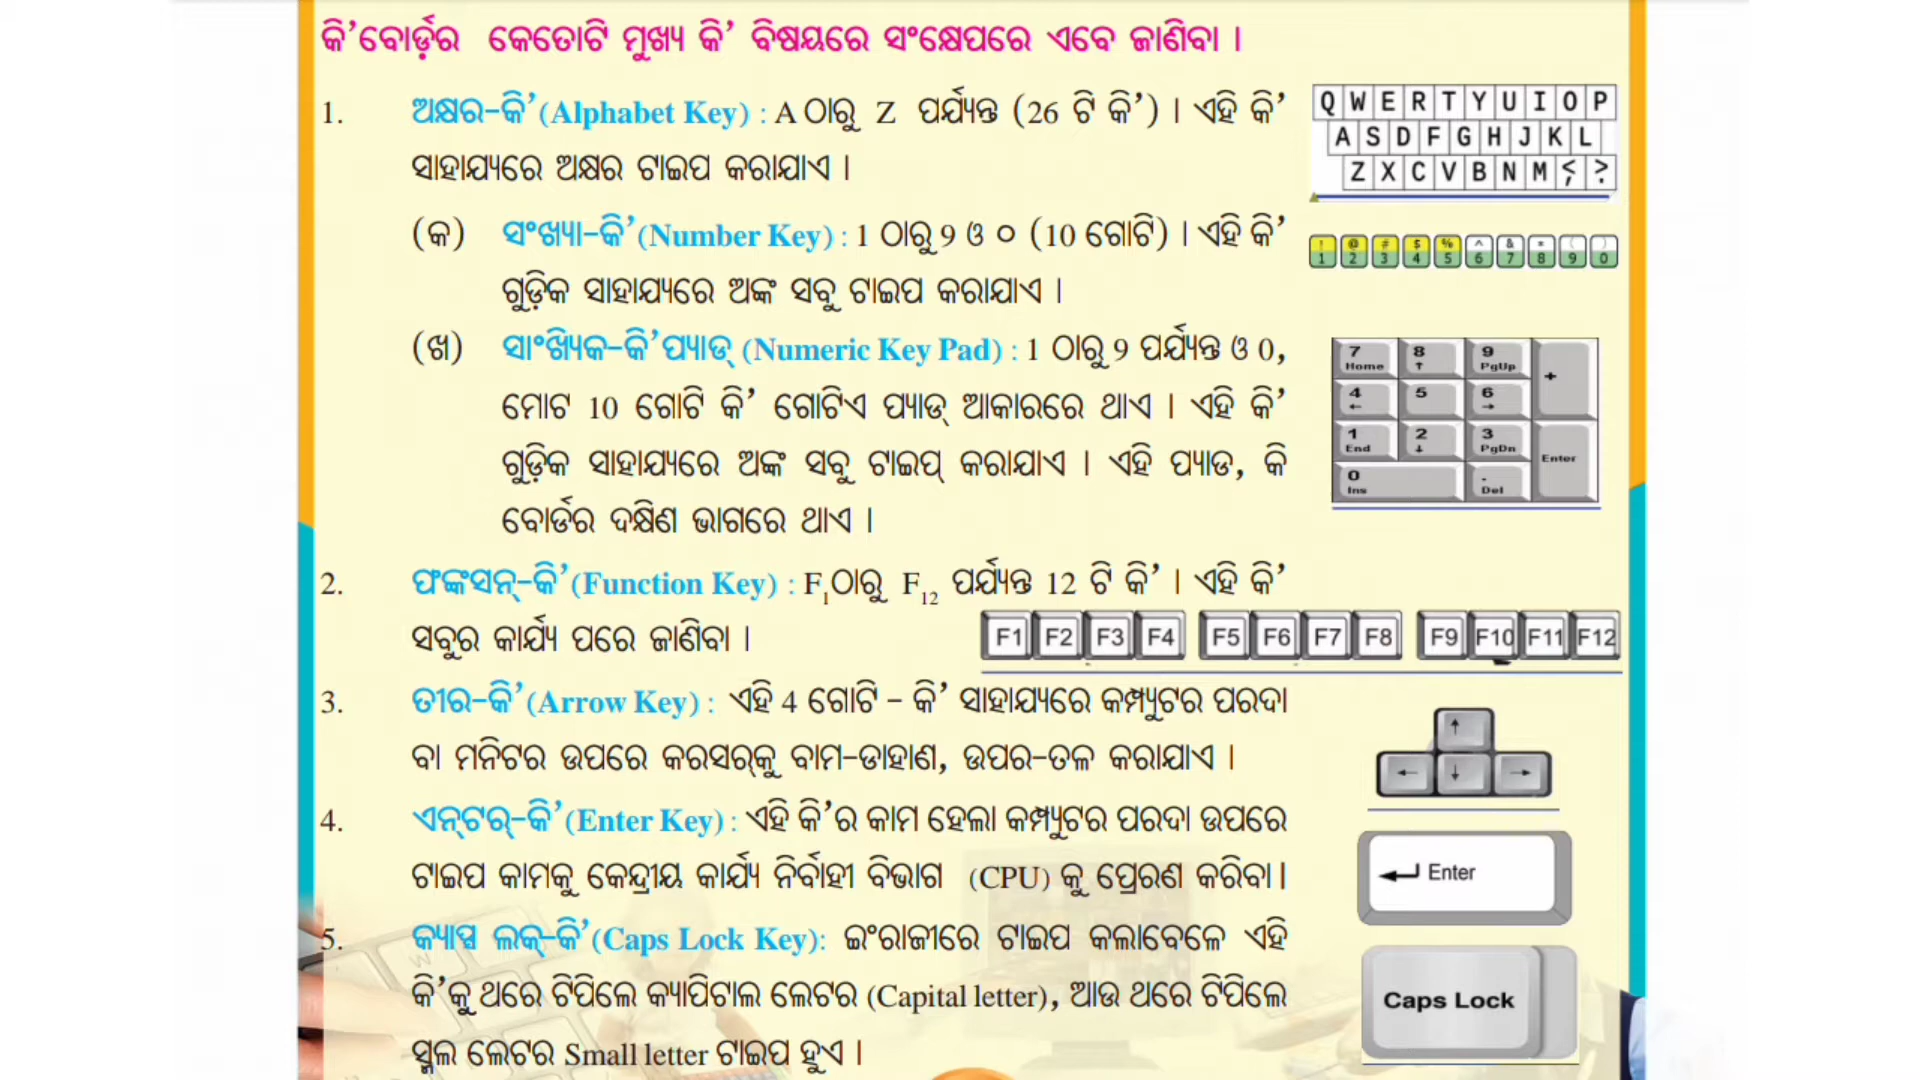 କି'ବୋର୍ଡ଼ର କେତୋଟି ମୁଖ୍ୟ କି' ବିଷୟରେ ସଂକ୍ଷେପରେ ଏବେ ଜାଣିବା ।
1. ଅକ୍ଷର-କି'(Alphabet Key) : A ଠାରୁ Z ପର୍ଯ୍ୟନ୍ତ (26 ଟି କି') । ଏହି କି'
ସାହାଯ୍ୟରେ ଅକ୍ଷର ଟାଇପ କରାଯାଏ ।
Q W E R T Y U I O P
A S D F G H J K L
Z X C V B N M < , ? .
(କ) ସଂଖ୍ୟା-କି'(Number Key) : 1 ଠାରୁ 9 ଓ ୦ (10 ଗୋଟି) । ଏହି କି'
ଗୁଡ଼ିକ ସାହାଯ୍ୟରେ ଅଙ୍କ ସବୁ ଟାଇପ କରାଯାଏ ।
! @ # $ % ^ & * ( )
1 2 3 4 5 6 7 8 9 0
(ଖ) ସାଂଖ୍ୟିକ-କି'ପ୍ୟାଡ୍ (Numeric Key Pad) : 1 ଠାରୁ 9 ପର୍ଯ୍ୟନ୍ତ ଓ 0,
ମୋଟ 10 ଗୋଟି କି' ଗୋଟିଏ ପ୍ୟାଡ୍ ଆକାରରେ ଥାଏ । ଏହି କି'
ଗୁଡ଼ିକ ସାହାଯ୍ୟରେ ଅଙ୍କ ସବୁ ଟାଇପ୍ କରାଯାଏ । ଏହି ପ୍ୟାଡ, କି
ବୋର୍ଡର ଦକ୍ଷିଣ ଭାଗରେ ଥାଏ ।
7 8 9 +
Home ↑ PgUp
4 5 6
← →
1 2 3
End ↓ PgDn Enter
0 .
Ins Del
2. ଫଙ୍କସନ୍-କି'(Function Key) : F1ଠାରୁ F12 ପର୍ଯ୍ୟନ୍ତ 12 ଟି କି' । ଏହି କି'
ସବୁର କାର୍ଯ୍ୟ ପରେ ଜାଣିବା ।
F1 F2 F3 F4 F5 F6 F7 F8 F9 F10 F11 F12
3. ତୀର-କି'(Arrow Key) : ଏହି 4 ଗୋଟି – କି' ସାହାଯ୍ୟରେ କମ୍ପ୍ୟୁଟର ପରଦା
ବା ମନିଟର ଉପରେ କରସର୍‌କୁ ବାମ-ଡାହାଣ, ଉପର-ତଳ କରାଯାଏ ।
↑
← ↓ →
4. ଏନ୍‌ଟର୍-କି'(Enter Key) : ଏହି କି'ର କାମ ହେଲା କମ୍ପ୍ୟୁଟର ପରଦା ଉପରେ
ଟାଇପ କାମକୁ କେନ୍ଦ୍ରୀୟ କାର୍ଯ୍ୟ ନିର୍ବାହୀ ବିଭାଗ (CPU) କୁ ପ୍ରେରଣ କରିବା।
Enter
5. କ୍ୟାପ୍ସ ଲକ୍-କି'(Caps Lock Key): ଇଂରାଜୀରେ ଟାଇପ କଲାବେଳେ ଏହି
କି'କୁ ଥରେ ଟିପିଲେ କ୍ୟାପିଟାଲ ଲେଟର (Capital letter), ଆଉ ଥରେ ଟିପିଲେ
ସ୍ମଲ ଲେଟର Small letter ଟାଇପ ହୁଏ ।
Caps Lock